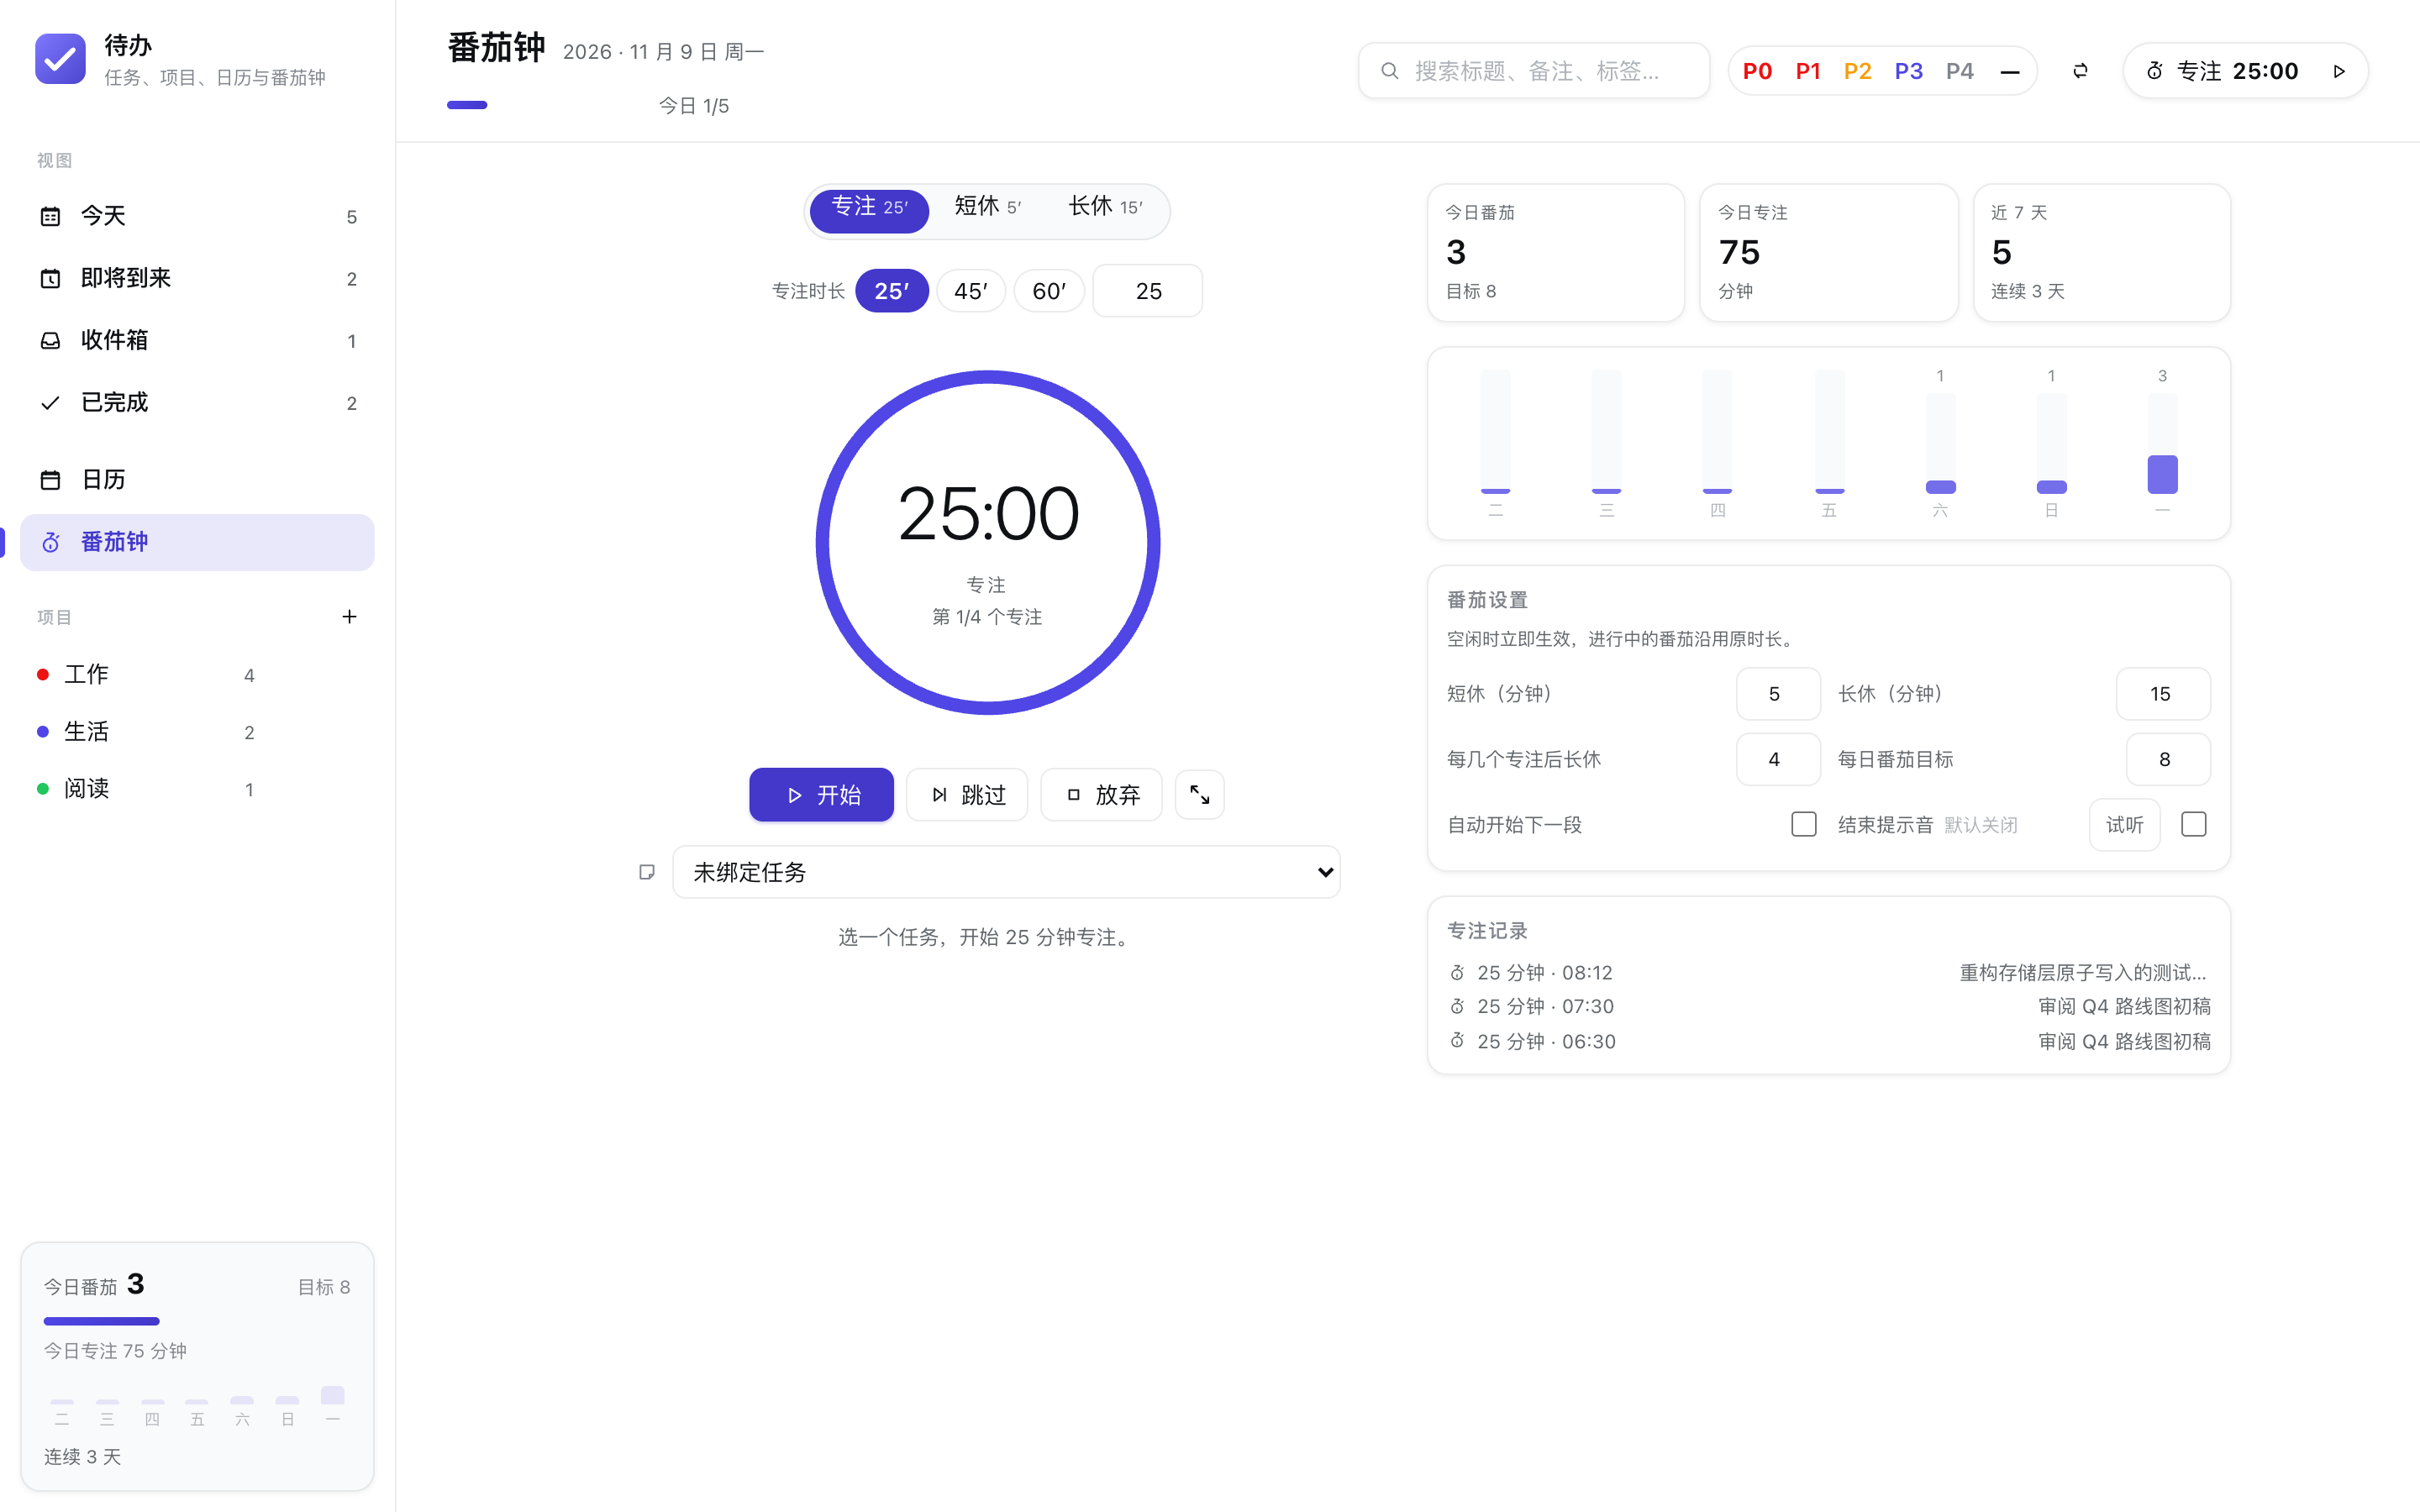 待办
任务、项目、日历与番茄钟
视图
今天 5
即将到来 2
收件箱 1
已完成 2
日历
番茄钟
项目 +
工作 4
生活 2
阅读 1
今日番茄 3 目标 8
今日专注 75 分钟
二 三 四 五 六 日 一
连续 3 天
番茄钟 2026 · 11 月 9 日 周一
今日 1/5
搜索标题、备注、标签...
P0 P1 P2 P3 P4 —
专注 25:00
专注 25′ 短休 5′ 长休 15′
专注时长 25′ 45′ 60′ 25
25:00
专注
第 1/4 个专注
开始 跳过 放弃
未绑定任务
选一个任务，开始 25 分钟专注。
今日番茄
3
目标 8
今日专注
75
分钟
近 7 天
5
连续 3 天
1 1 3
二 三 四 五 六 日 一
番茄设置
空闲时立即生效，进行中的番茄沿用原时长。
短休（分钟） 5 长休（分钟） 15
每几个专注后长休 4 每日番茄目标 8
自动开始下一段 结束提示音 默认关闭 试听
专注记录
25 分钟 · 08:12 重构存储层原子写入的测试...
25 分钟 · 07:30 审阅 Q4 路线图初稿
25 分钟 · 06:30 审阅 Q4 路线图初稿